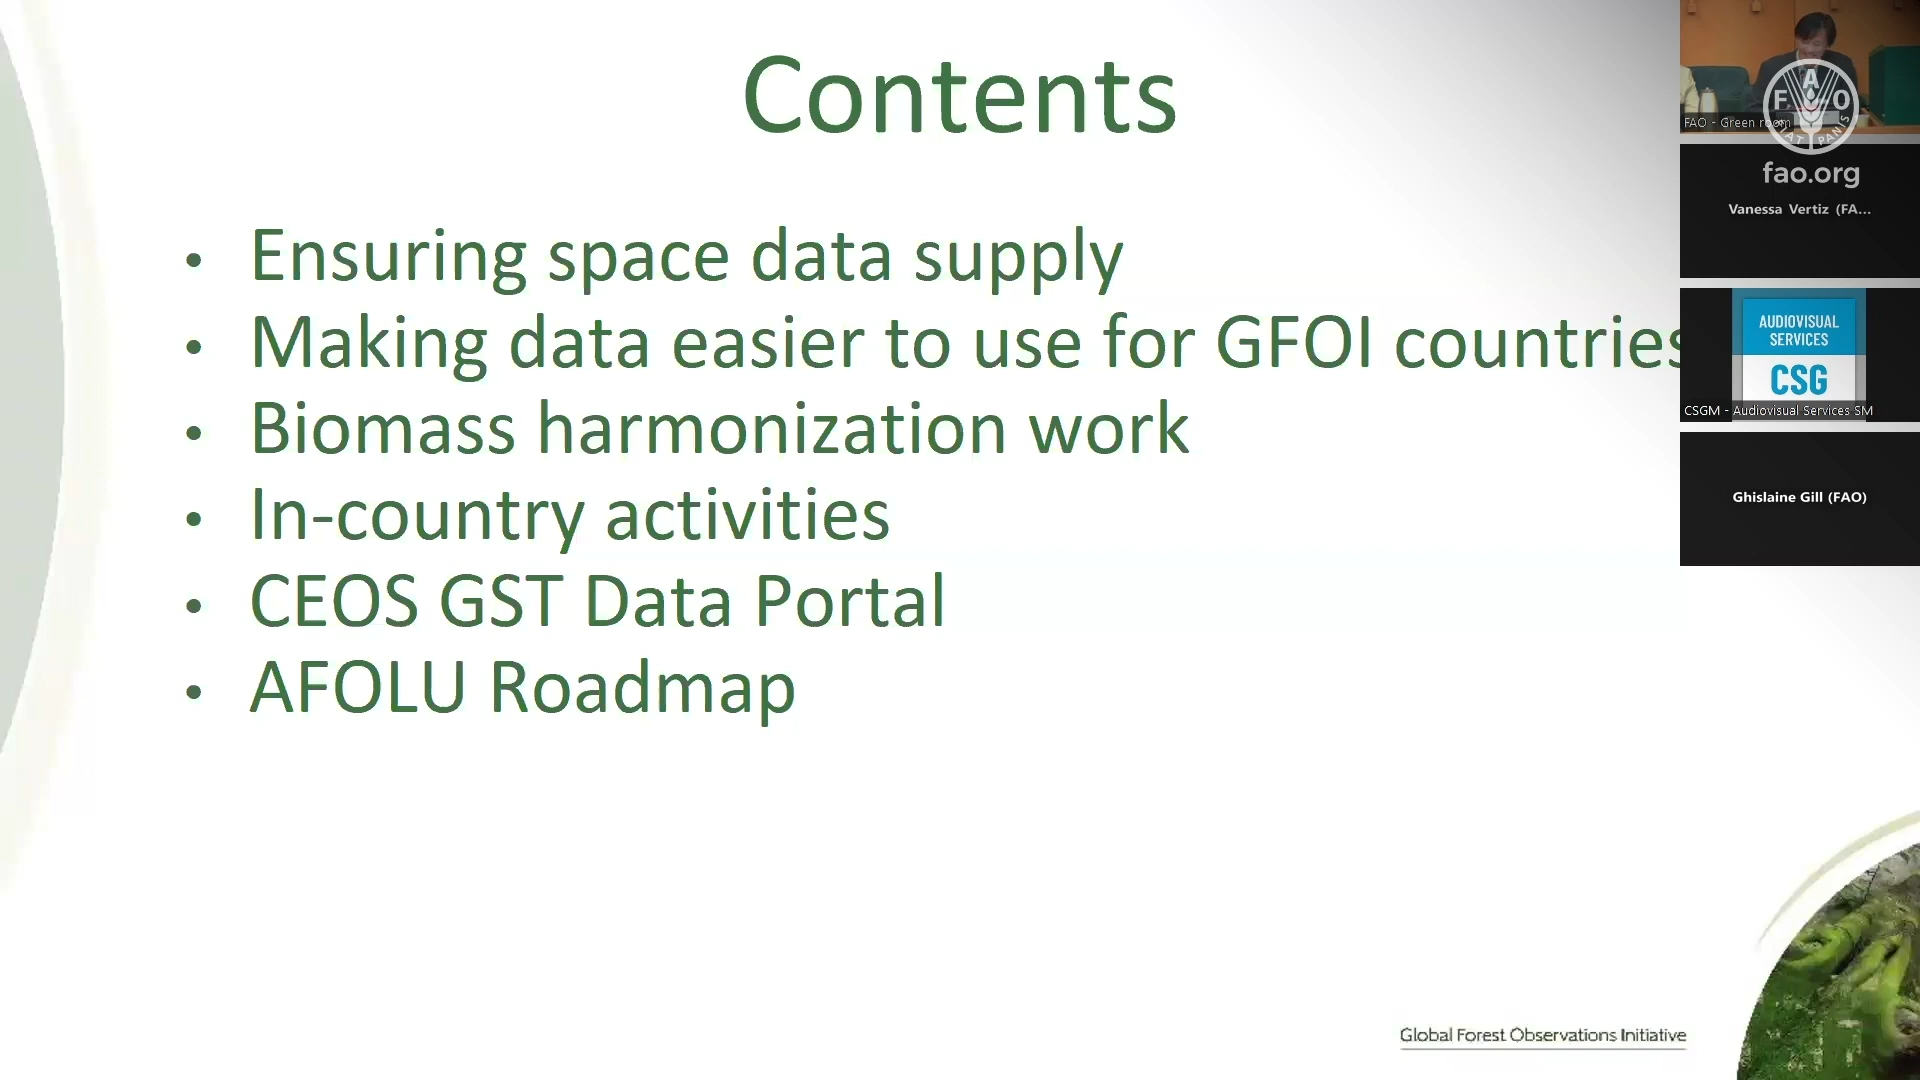 Contents
• Ensuring space data supply
• Making data easier to use for GFOI countries
• Biomass harmonization work
• In-country activities
• CEOS GST Data Portal
• AFOLU Roadmap
Global Forest Observations Initiative
FAO - Green room
F A O
FIAT PANIS
fao.org
Vanessa Vertiz (FA...
AUDIOVISUAL
SERVICES
CSG
CSGM - Audiovisual Services SM
Ghislaine Gill (FAO)